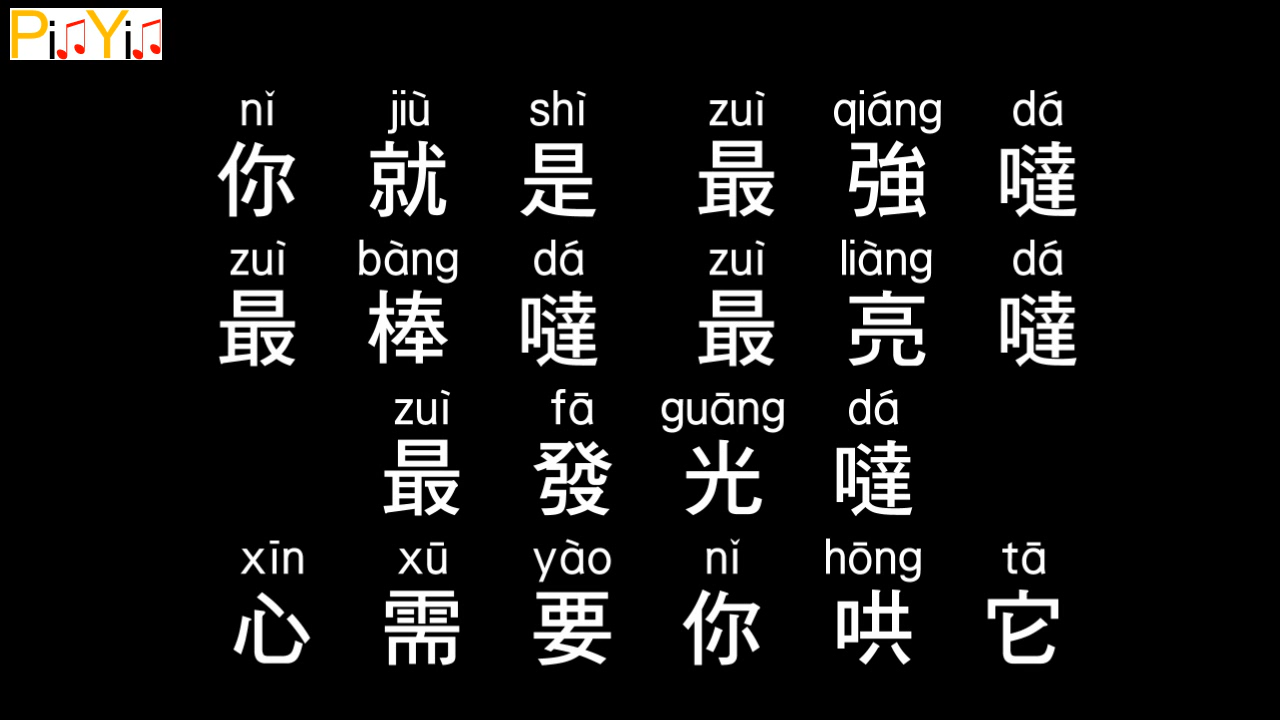 PinYin
nǐ jiù shì zuì qiáng dá
你就是 最強噠
zuì bàng dá zuì liàng dá
最棒噠 最亮噠
zuì fā guāng dá
最發光噠
xīn xū yào nǐ hōng tā
心需要你哄它